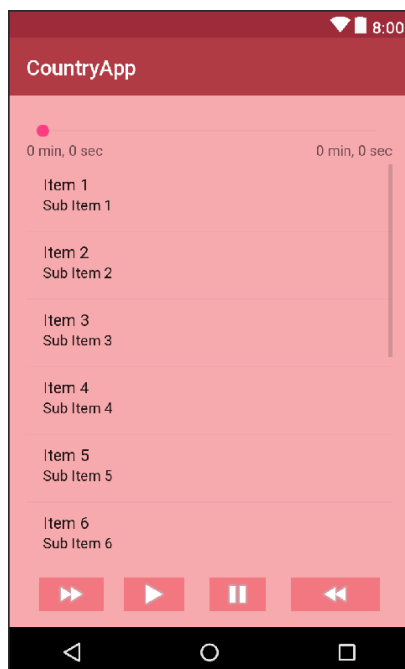 8:00
CountryApp
0 min, 0 sec 0 min, 0 sec
Item 1
Sub Item 1
Item 2
Sub Item 2
Item 3
Sub Item 3
Item 4
Sub Item 4
Item 5
Sub Item 5
Item 6
Sub Item 6